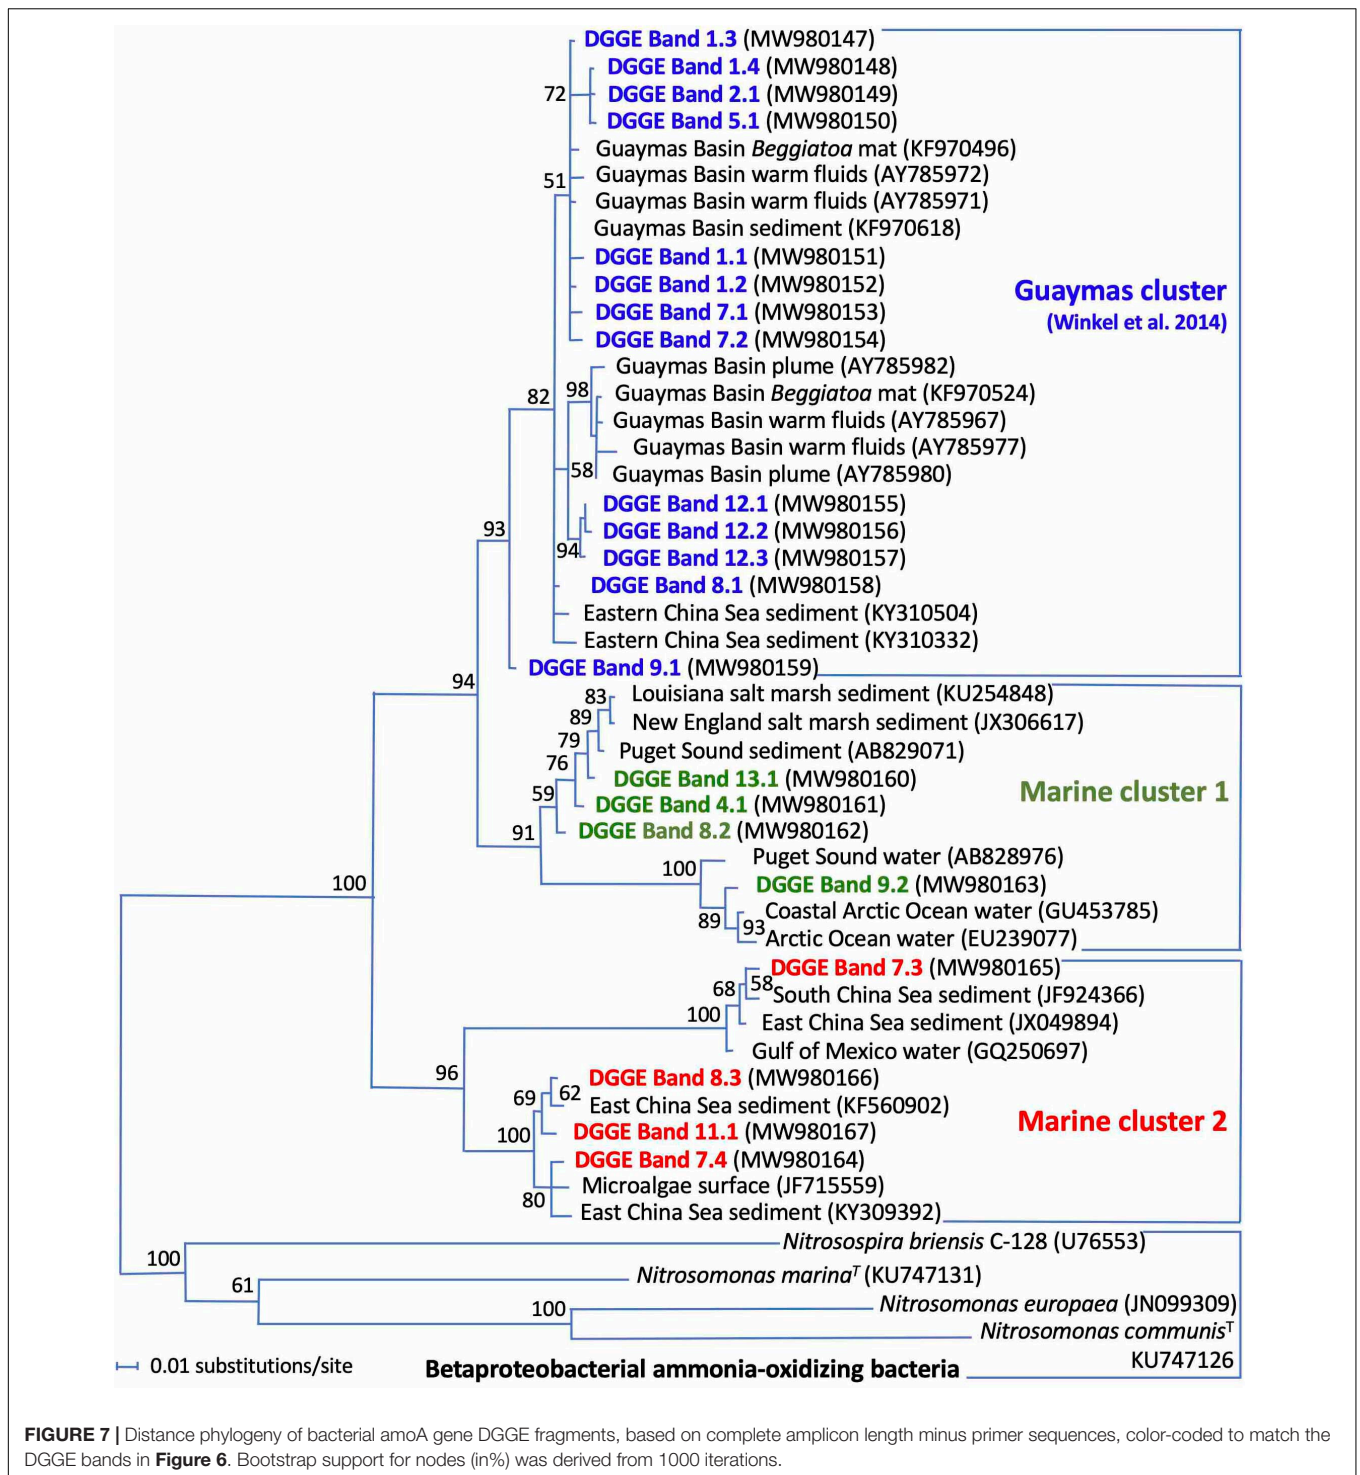 DGGE Band 1.3 (MW980147)
DGGE Band 1.4 (MW980148)
72
DGGE Band 2.1 (MW980149)
DGGE Band 5.1 (MW980150)
Guaymas Basin Beggiatoa mat (KF970496)
51
Guaymas Basin warm fluids (AY785972)
Guaymas Basin warm fluids (AY785971)
Guaymas Basin sediment (KF970618)
DGGE Band 1.1 (MW980151)
DGGE Band 1.2 (MW980152)
Guaymas cluster
(Winkel et al. 2014)
DGGE Band 7.1 (MW980153)
DGGE Band 7.2 (MW980154)
Guaymas Basin plume (AY785982)
82
98
Guaymas Basin Beggiatoa mat (KF970524)
Guaymas Basin warm fluids (AY785967)
Guaymas Basin warm fluids (AY785977)
58
Guaymas Basin plume (AY785980)
DGGE Band 12.1 (MW980155)
93
DGGE Band 12.2 (MW980156)
94
DGGE Band 12.3 (MW980157)
DGGE Band 8.1 (MW980158)
Eastern China Sea sediment (KY310504)
Eastern China Sea sediment (KY310332)
DGGE Band 9.1 (MW980159)
94
83
Louisiana salt marsh sediment (KU254848)
89
New England salt marsh sediment (JX306617)
79
Puget Sound sediment (AB829071)
76
DGGE Band 13.1 (MW980160)
Marine cluster 1
59
DGGE Band 4.1 (MW980161)
91
DGGE Band 8.2 (MW980162)
Puget Sound water (AB828976)
100
100
DGGE Band 9.2 (MW980163)
89
Coastal Arctic Ocean water (GU453785)
93
Arctic Ocean water (EU239077)
DGGE Band 7.3 (MW980165)
68
58
South China Sea sediment (JF924366)
100
East China Sea sediment (JX049894)
Gulf of Mexico water (GQ250697)
96
DGGE Band 8.3 (MW980166)
69
62
East China Sea sediment (KF560902)
Marine cluster 2
100
DGGE Band 11.1 (MW980167)
DGGE Band 7.4 (MW980164)
Microalgae surface (JF715559)
80
East China Sea sediment (KY309392)
Nitrosospira briensis C-128 (U76553)
100
61
Nitrosomonas marinaT (KU747131)
100
Nitrosomonas europaea (JN099309)
Nitrosomonas communisT
KU747126
0.01 substitutions/site
Betaproteobacterial ammonia-oxidizing bacteria
FIGURE 7 | Distance phylogeny of bacterial amoA gene DGGE fragments, based on complete amplicon length minus primer sequences, color-coded to match the
DGGE bands in Figure 6. Bootstrap support for nodes (in%) was derived from 1000 iterations.